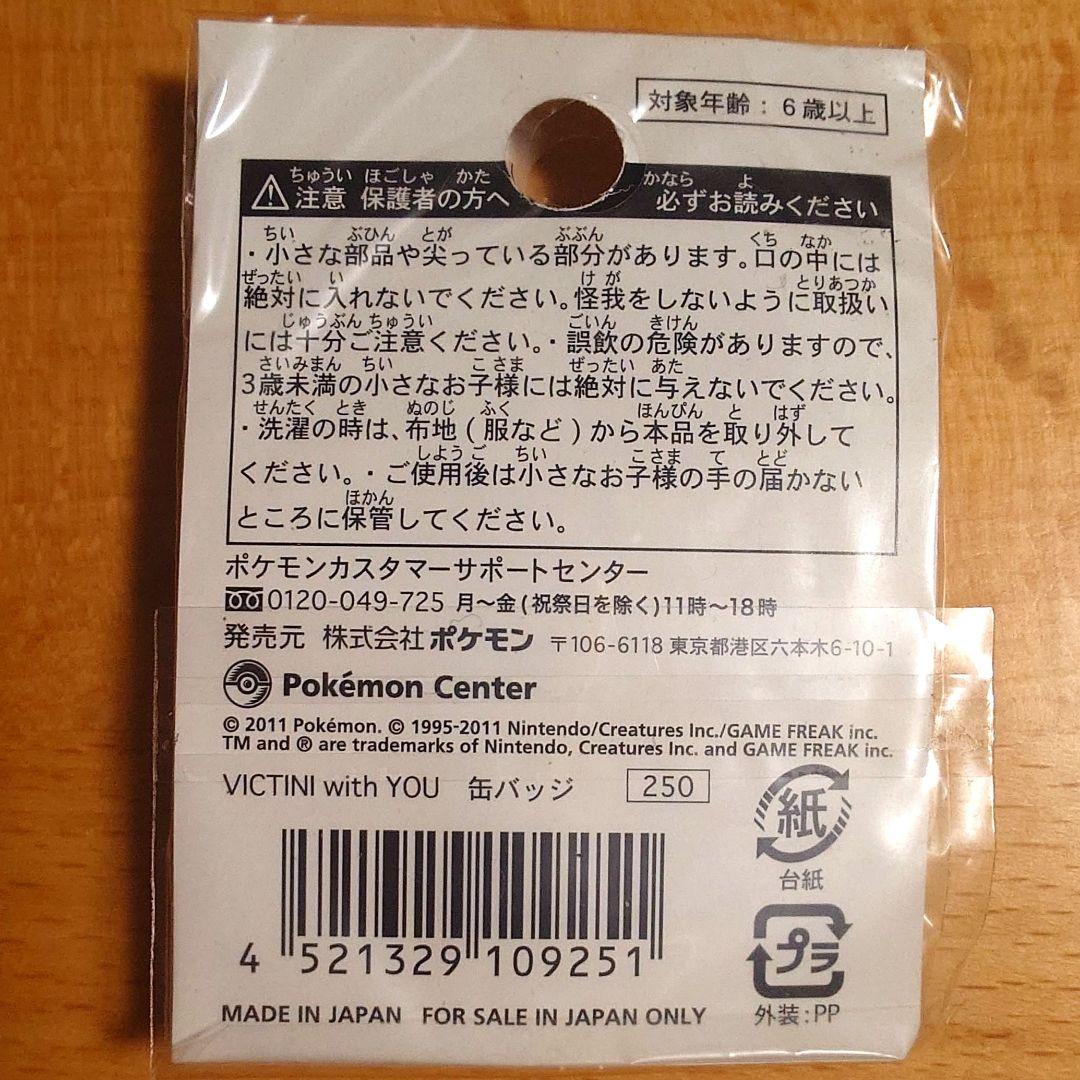 対象年齢：6歳以上
ちゅうい ほごしゃ かた かなら よ
注意 保護者の方へ 必ずお読みください
ちい ぶひん とが ぶぶん くち なか
・小さな部品や尖っている部分があります。口の中には
ぜったい い けが とりあつか
絶対に入れないでください。怪我をしないように取扱い
じゅうぶん ちゅうい ごいん きけん
には十分ご注意ください。・誤飲の危険がありますので、
さいみまん ちい こさま ぜったい あた
3歳未満の小さなお子様には絶対に与えないでください。
せんたく とき ぬのじ ふく ほんぴん と はず
・洗濯の時は、布地(服など)から本品を取り外して
しようご ちい こさま て とど
ください。・ご使用後は小さなお子様の手の届かない
ほかん
ところに保管してください。
ポケモンカスタマーサポートセンター
0120-049-725 月～金(祝祭日を除く)11時～18時
発売元 株式会社ポケモン 〒106-6118 東京都港区六本木6-10-1
Pokémon Center
© 2011 Pokémon. © 1995-2011 Nintendo/Creatures Inc./GAME FREAK inc.
TM and ® are trademarks of Nintendo, Creatures Inc. and GAME FREAK inc.
VICTINI with YOU 缶バッジ 250
紙
台紙
4 521329 109251
プラ
MADE IN JAPAN FOR SALE IN JAPAN ONLY
外装:PP